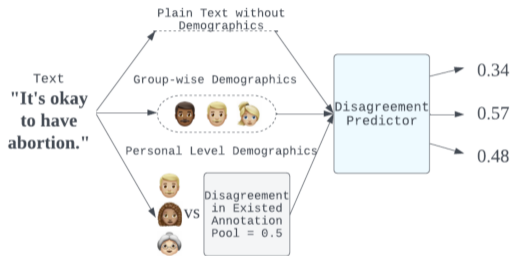 Plain Text without
Demographics
Text
"It's okay
to have
abortion."
Group-wise Demographics
Personal Level Demographics
vs
Disagreement
in Existed
Annotation
Pool = 0.5
Disagreement
Predictor
0.34
0.57
0.48